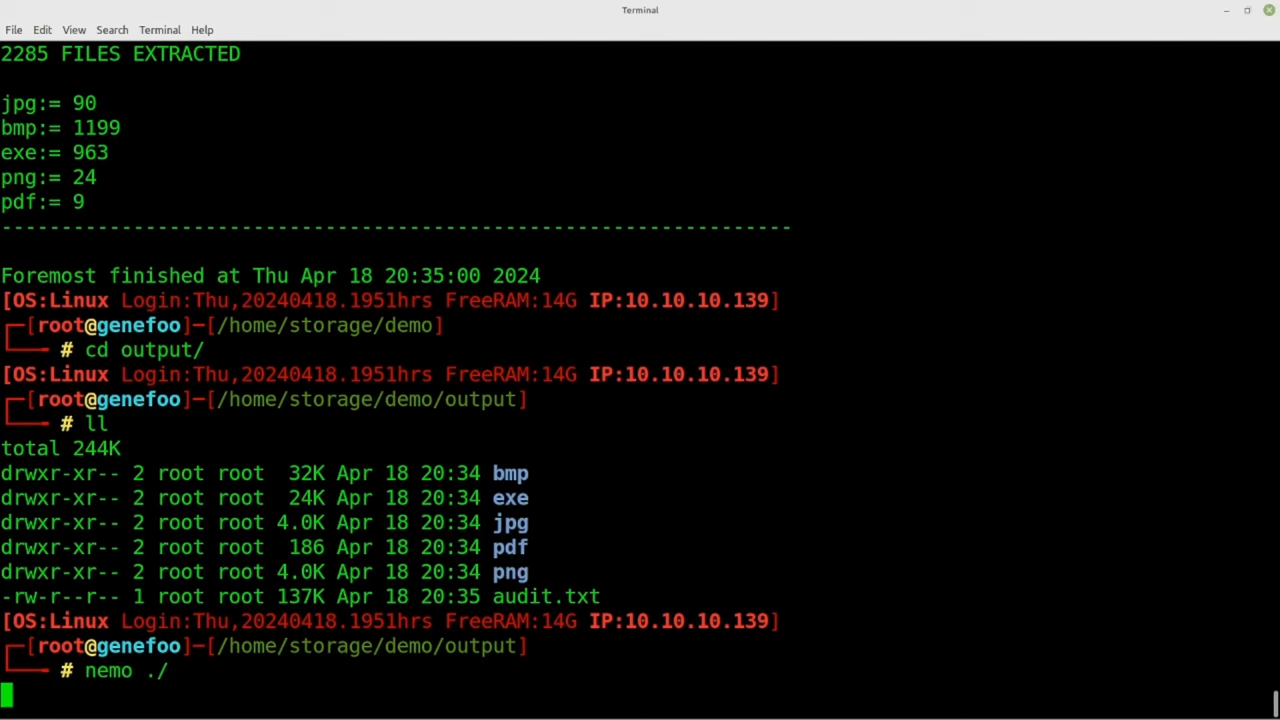 Terminal
File Edit View Search Terminal Help
2285 FILES EXTRACTED
jpg:= 90
bmp:= 1199
exe:= 963
png:= 24
pdf:= 9
------------------------------------------------------------------
Foremost finished at Thu Apr 18 20:35:00 2024
[OS:Linux Login:Thu,20240418.1951hrs FreeRAM:14G IP:10.10.10.139]
┌─[root@genefoo]─[/home/storage/demo]
└── # cd output/
[OS:Linux Login:Thu,20240418.1951hrs FreeRAM:14G IP:10.10.10.139]
┌─[root@genefoo]─[/home/storage/demo/output]
└── # ll
total 244K
drwxr-xr-- 2 root root  32K Apr 18 20:34 bmp
drwxr-xr-- 2 root root  24K Apr 18 20:34 exe
drwxr-xr-- 2 root root 4.0K Apr 18 20:34 jpg
drwxr-xr-- 2 root root  186 Apr 18 20:34 pdf
drwxr-xr-- 2 root root 4.0K Apr 18 20:34 png
-rw-r--r-- 1 root root 137K Apr 18 20:35 audit.txt
[OS:Linux Login:Thu,20240418.1951hrs FreeRAM:14G IP:10.10.10.139]
┌─[root@genefoo]─[/home/storage/demo/output]
└── # nemo ./